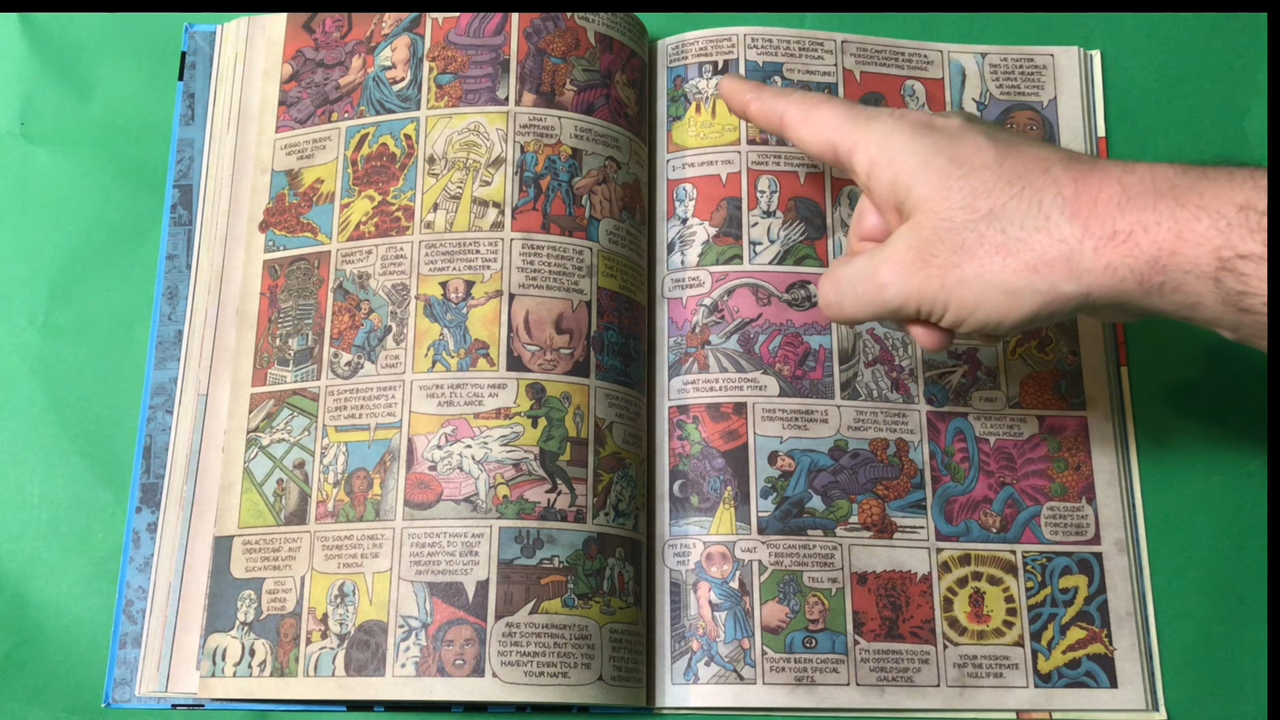 WHILE I PROCESS
LEGGO MY BUDDY,
HOCKEY STICK
HEAD!
WHAT
HAPPENED
OUT THERE?
I GOT SWATTED
LIKE A MOSQUITO.
WHAT'S HE
MAKIN'?
IT'S A
GLOBAL
SUPER-
WEAPON.
FOR
WHAT?
GALACTUS EATS LIKE
A CONNOISSEUR...THE
WAY YOU MIGHT TAKE
APART A LOBSTER...
EVERY PIECE! THE
HYDRO-ENERGY OF
THE OCEANS, THE
TECHNO-ENERGY OF
THE CITIES, THE
HUMAN BIOENERGY.
IS SOMEBODY THERE?
MY BOYFRIEND'S A
SUPER HERO, SO GET
OUT WHILE YOU CAN.
YOU'RE HURT! YOU NEED
HELP. I'LL CALL AN
AMBULANCE.
GALACTUS! I DON'T
UNDERSTAND...BUT
YOU SPEAK WITH
SUCH NOBILITY.
YOU
NEED NOT
UNDER-
STAND.
YOU SOUND LONELY...
DEPRESSED, LIKE
SOMEONE ELSE
I KNOW.
YOU DON'T HAVE ANY
FRIENDS, DO YOU?
HAS ANYONE EVER
TREATED YOU WITH
ANY KINDNESS?
ARE YOU HUNGRY? SIT.
EAT SOMETHING. I WANT
TO HELP YOU, BUT YOU'RE
NOT MAKING IT EASY. YOU
HAVEN'T EVEN TOLD ME
YOUR NAME.
WE DON'T CONSUME
ENERGY LIKE YOU. WE
BREAK THINGS DOWN.
BY THE TIME HE'S DONE
GALACTUS WILL BREAK THIS
WHOLE WORLD DOWN.
MY FURNITURE!
YOU CAN'T COME INTO A
PERSON'S HOME AND START
DISINTEGRATING THINGS.
WE MATTER.
THIS IS OUR WORLD.
WE HAVE HEARTS...
WE HAVE SOULS...
WE HAVE HOPES
AND DREAMS.
I--I'VE UPSET YOU.
YOU'RE GOING TO
MAKE ME DISAPPEAR.
TAKE DAT,
LITTERBUG!
WHAT HAVE YOU DONE,
YOU TROUBLESOME MITE?
FIRE!
THIS "PUNISHER" IS
STRONGER THAN HE
LOOKS.
TRY MY "SUPER-
SPECIAL SUNDAY
PUNCH" ON FER SIZE.
WE'RE NOT IN HIS
CLASS! HE'S
LIVING POWER!
HEY, SUZIE!
WHERE'S DAT
FORCE-FIELD
OF YOURS?
MY PALS
NEED
ME!
WAIT.
YOU CAN HELP YOUR
FRIENDS ANOTHER
WAY, JOHN STORM.
TELL ME.
4
YOU'VE BEEN CHOSEN
FOR YOUR SPECIAL
GIFTS.
I'M SENDING YOU ON
AN ODYSSEY TO THE
WORLDSHIP OF
GALACTUS.
YOUR MISSION:
FIND THE ULTIMATE
NULLIFIER.